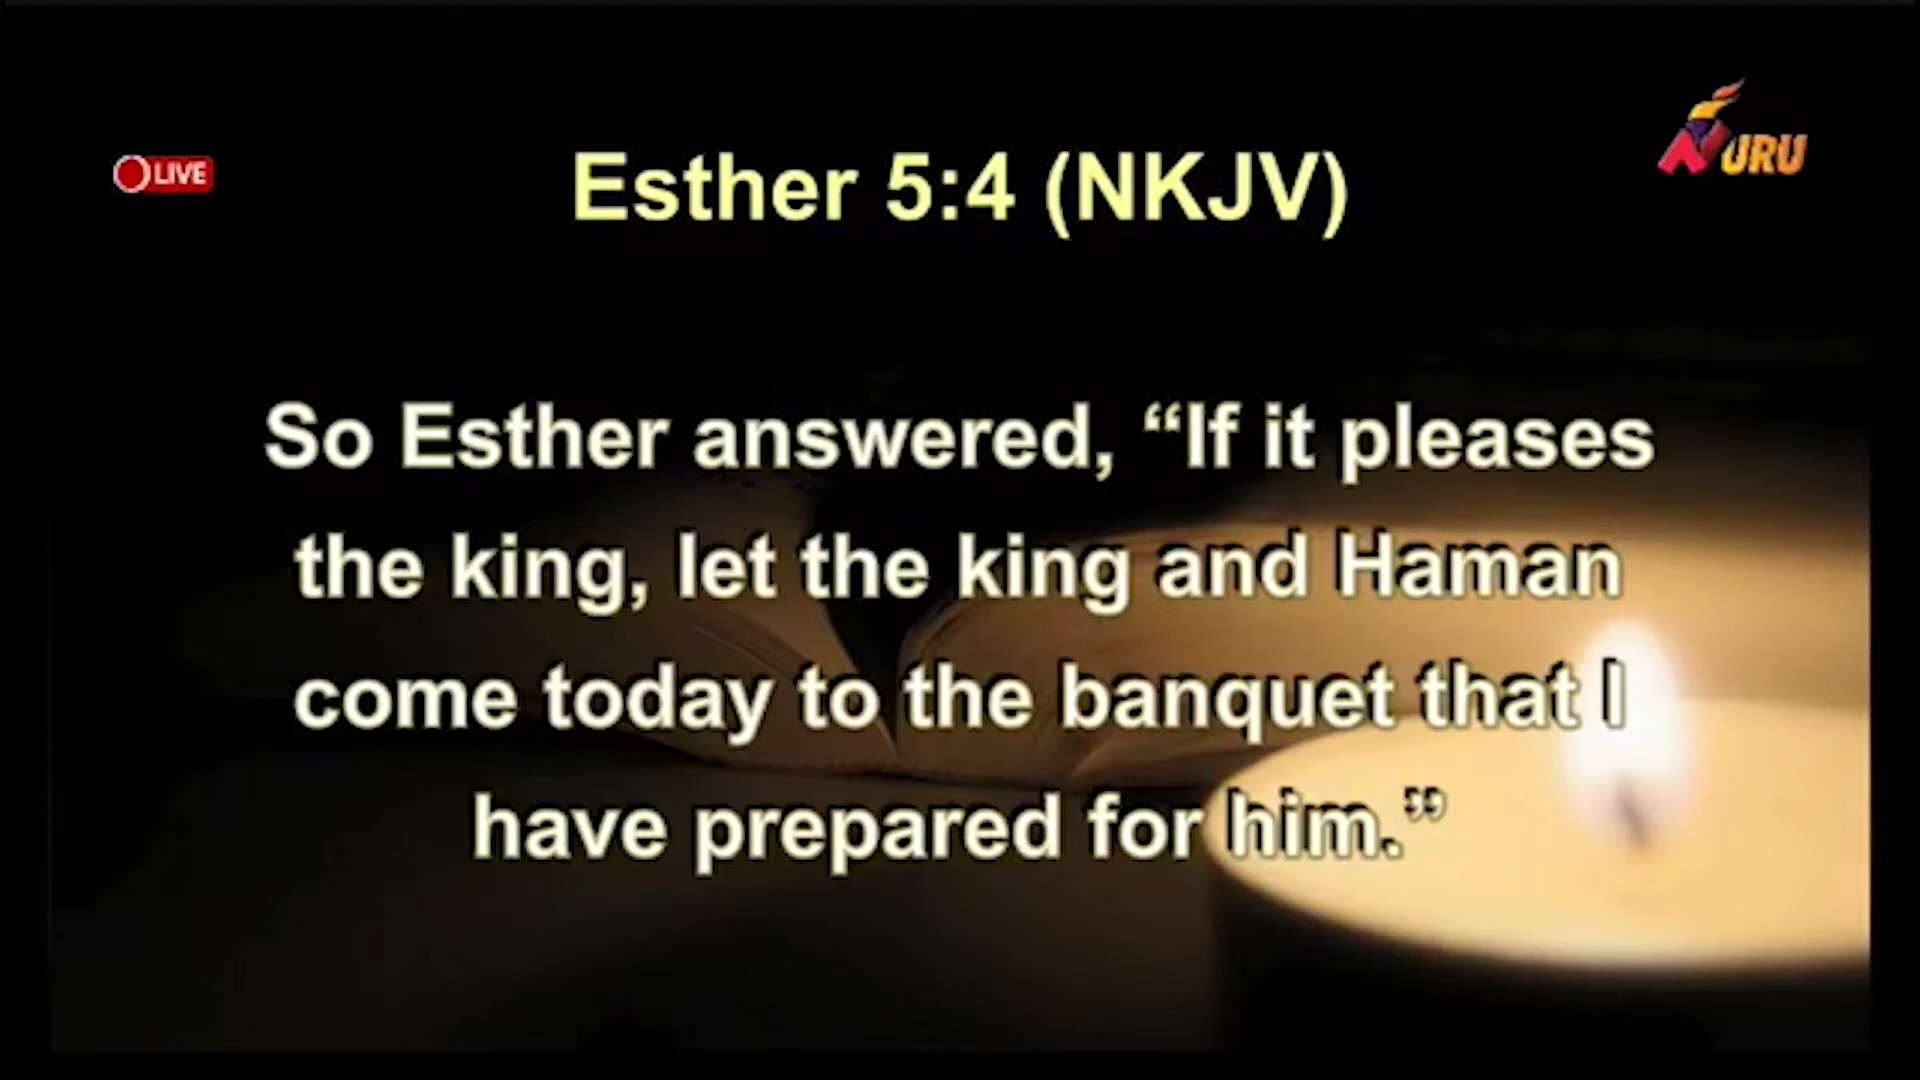 LIVE
NURU
Esther 5:4 (NKJV)
So Esther answered, “If it pleases
the king, let the king and Haman
come today to the banquet that I
have prepared for him.”